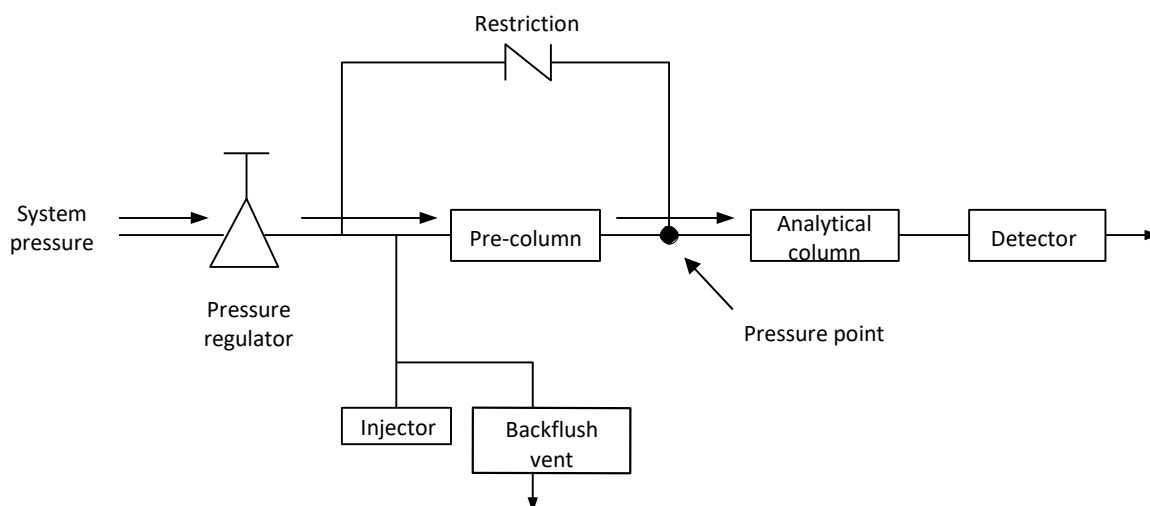 Restriction
System
pressure
Pre-column
Analytical
column
Detector
Pressure
regulator
Pressure point
Injector
Backflush
vent